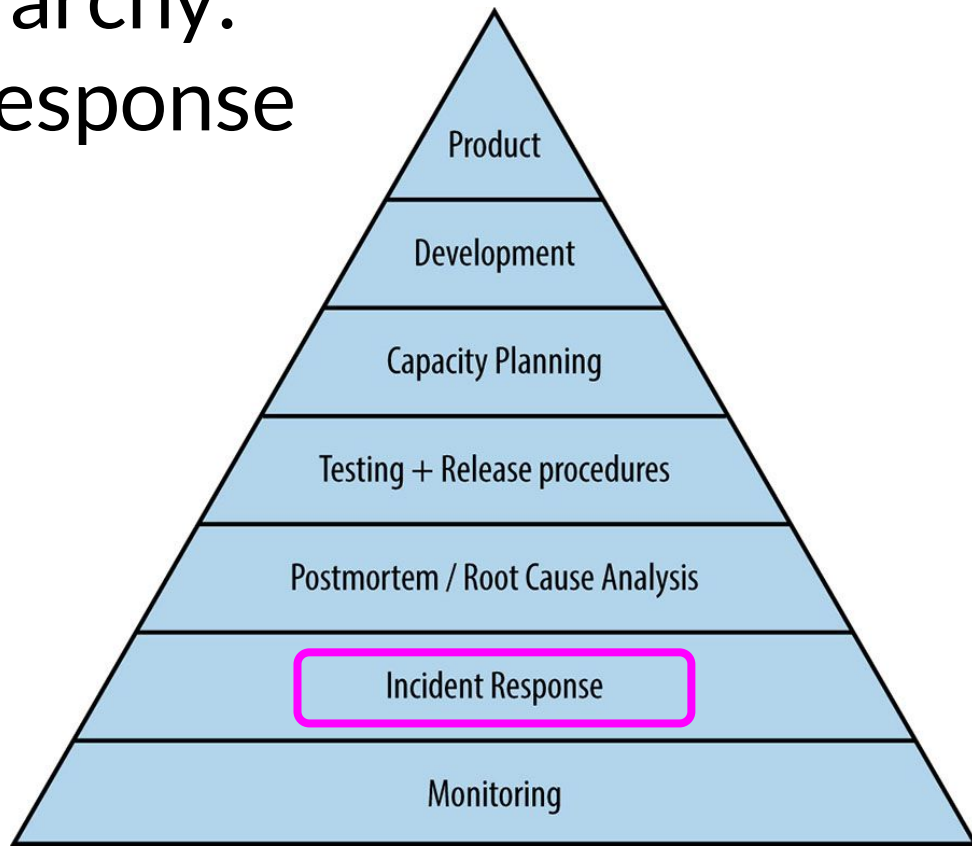 archy:
esponse
Product
Development
Capacity Planning
Testing + Release procedures
Postmortem / Root Cause Analysis
Incident Response
Monitoring